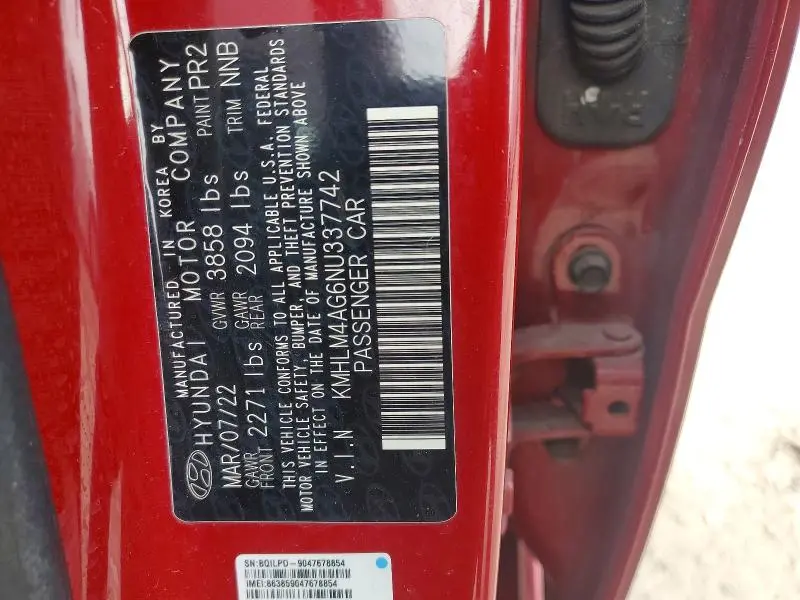 MANUFACTURED IN KOREA BY
HYUNDAI MOTOR COMPANY
MAR/07/22 GVWR 3858 lbs PAINT PR2
GAWR FRONT 2271 lbs GAWR REAR 2094 lbs TRIM NNB
THIS VEHICLE CONFORMS TO ALL APPLICABLE U.S.A. FEDERAL
MOTOR VEHICLE SAFETY, BUMPER, AND THEFT PREVENTION STANDARDS
IN EFFECT ON THE DATE OF MANUFACTURE SHOWN ABOVE
V.I.N KMHLM4AG6NU337742
PASSENGER CAR
SN:BQILPD-9047678854
IMEI:863859047678854